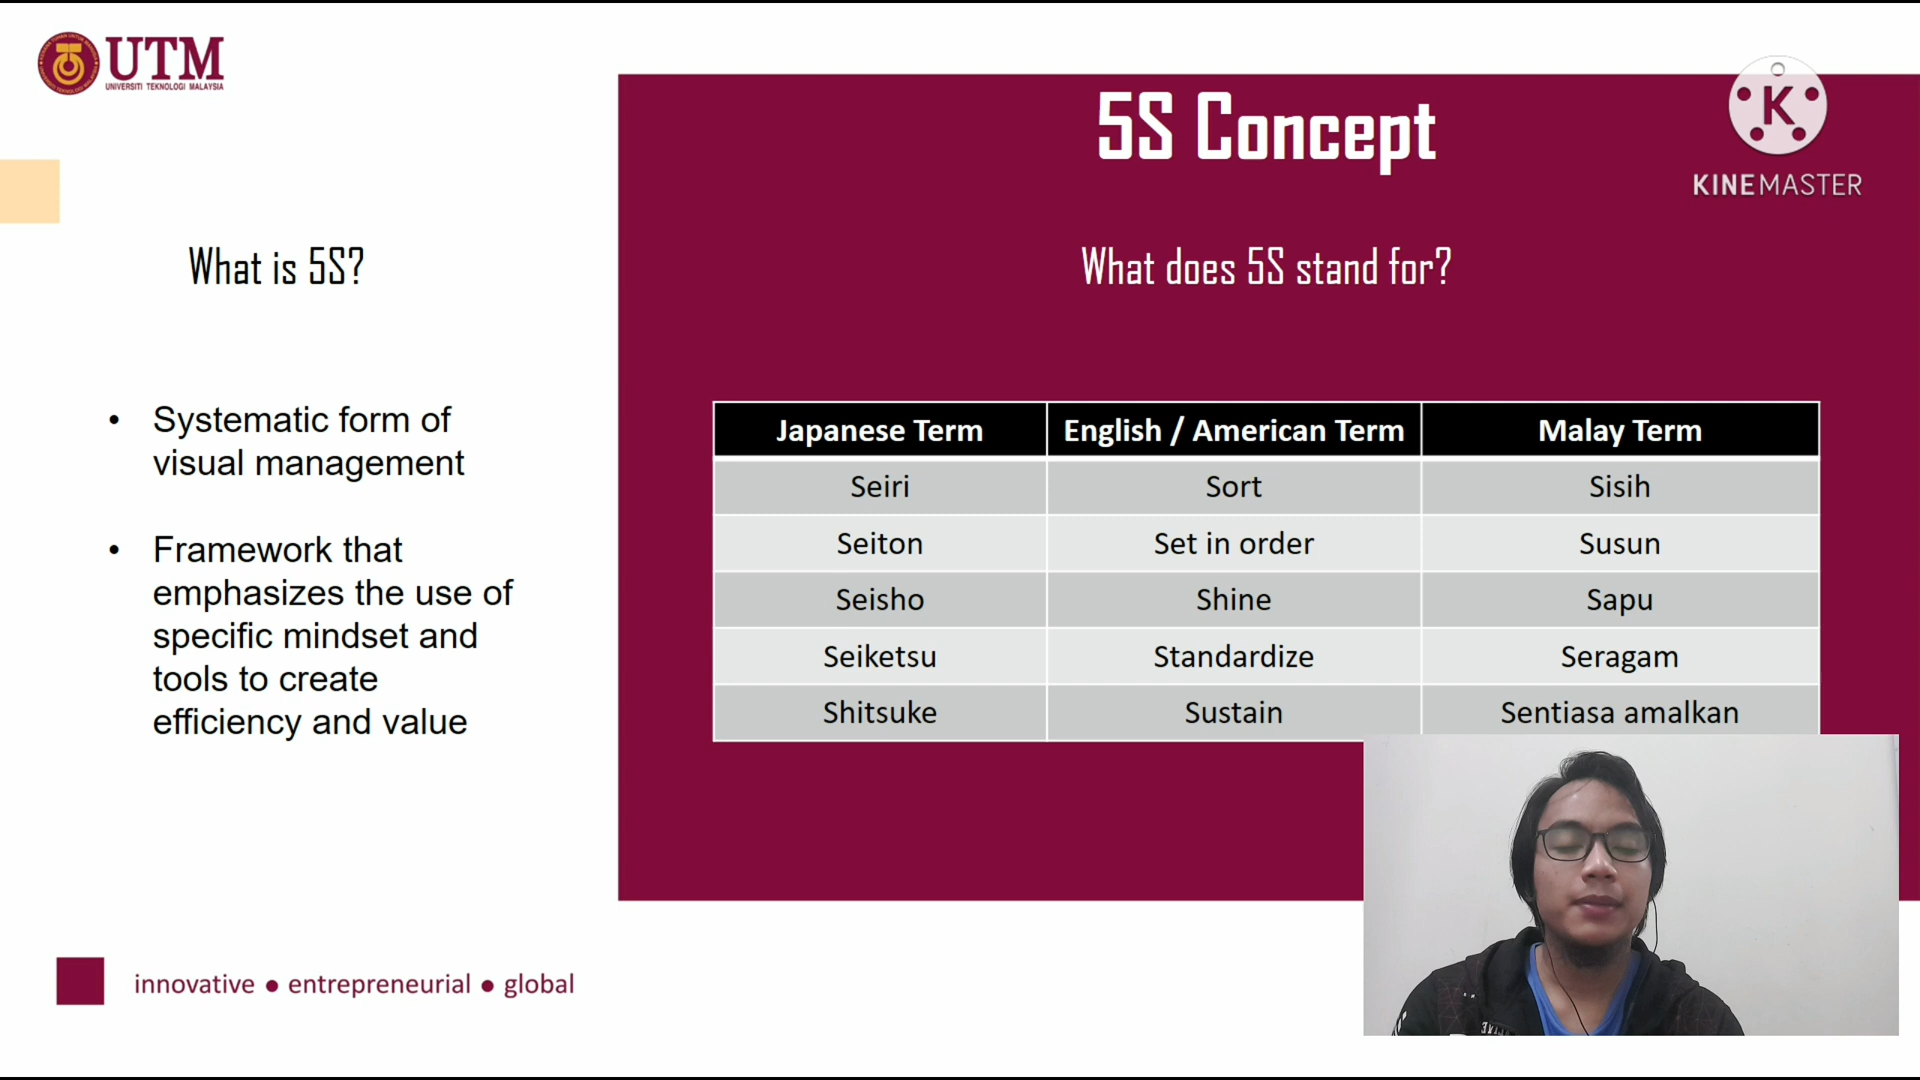 UTM
UNIVERSITI TEKNOLOGI MALAYSIA
5S Concept
K
KINEMASTER
What is 5S?
• Systematic form of
visual management
• Framework that
emphasizes the use of
specific mindset and
tools to create
efficiency and value
What does 5S stand for?
Japanese Term English / American Term Malay Term
Seiri Sort Sisih
Seiton Set in order Susun
Seisho Shine Sapu
Seiketsu Standardize Seragam
Shitsuke Sustain Sentiasa amalkan
innovative ● entrepreneurial ● global